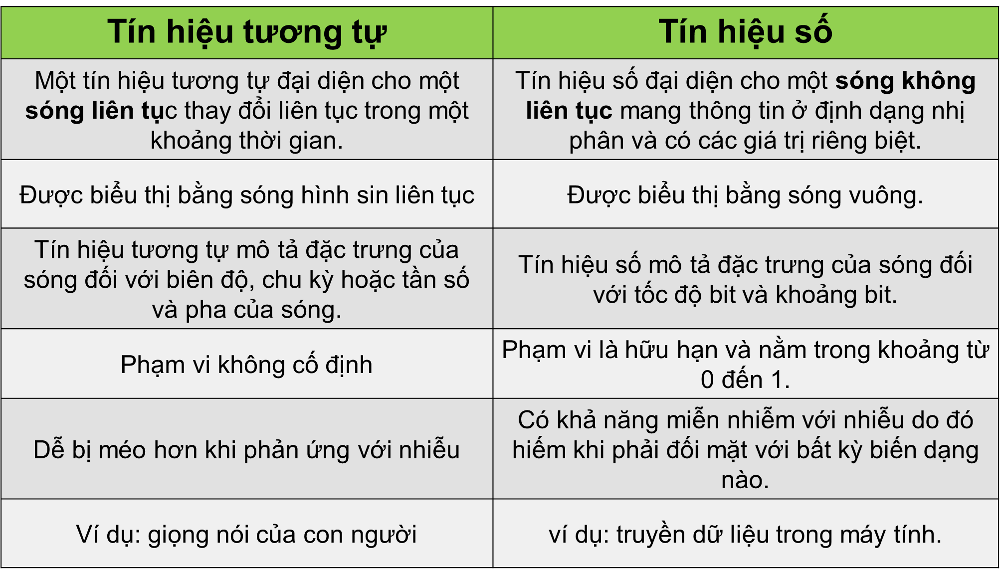 Tín hiệu tương tự
Tín hiệu số
Một tín hiệu tương tự đại diện cho một
sóng liên tục thay đổi liên tục trong một
khoảng thời gian.
Tín hiệu số đại diện cho một sóng không
liên tục mang thông tin ở định dạng nhị
phân và có các giá trị riêng biệt.
Được biểu thị bằng sóng hình sin liên tục
Được biểu thị bằng sóng vuông.
Tín hiệu tương tự mô tả đặc trưng của
sóng đối với biên độ, chu kỳ hoặc tần số
và pha của sóng.
Tín hiệu số mô tả đặc trưng của sóng đối
với tốc độ bit và khoảng bit.
Phạm vi không cố định
Phạm vi là hữu hạn và nằm trong khoảng từ
0 đến 1.
Dễ bị méo hơn khi phản ứng với nhiễu
Có khả năng miễn nhiễm với nhiễu do đó
hiếm khi phải đối mặt với bất kỳ biến dạng
nào.
Ví dụ: giọng nói của con người
ví dụ: truyền dữ liệu trong máy tính.